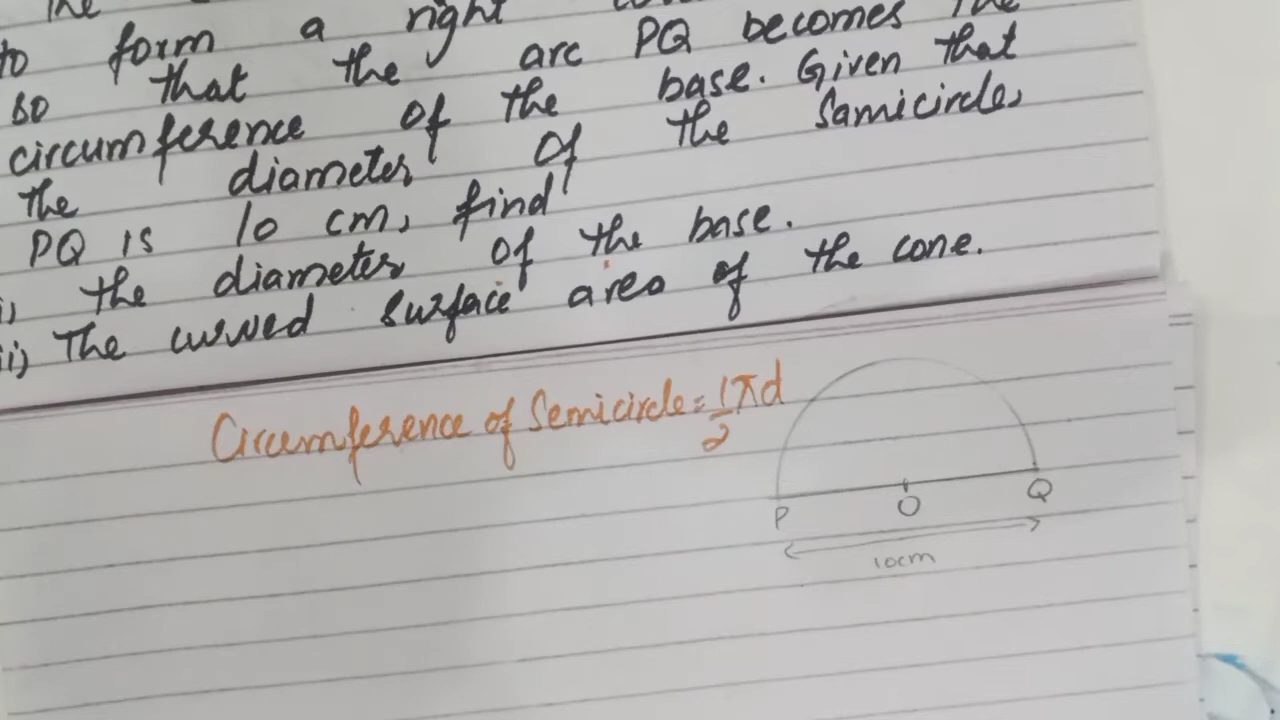 the
to form a right
so that the arc PQ becomes the
circumference of the base. Given that
the diameter of the Samicircle,
PQ is 10 cm, find
i) the diameter of the base.
ii) The curved surface area of the cone.
Circumference of Semicircle = 1/2 πd
P O Q
10cm